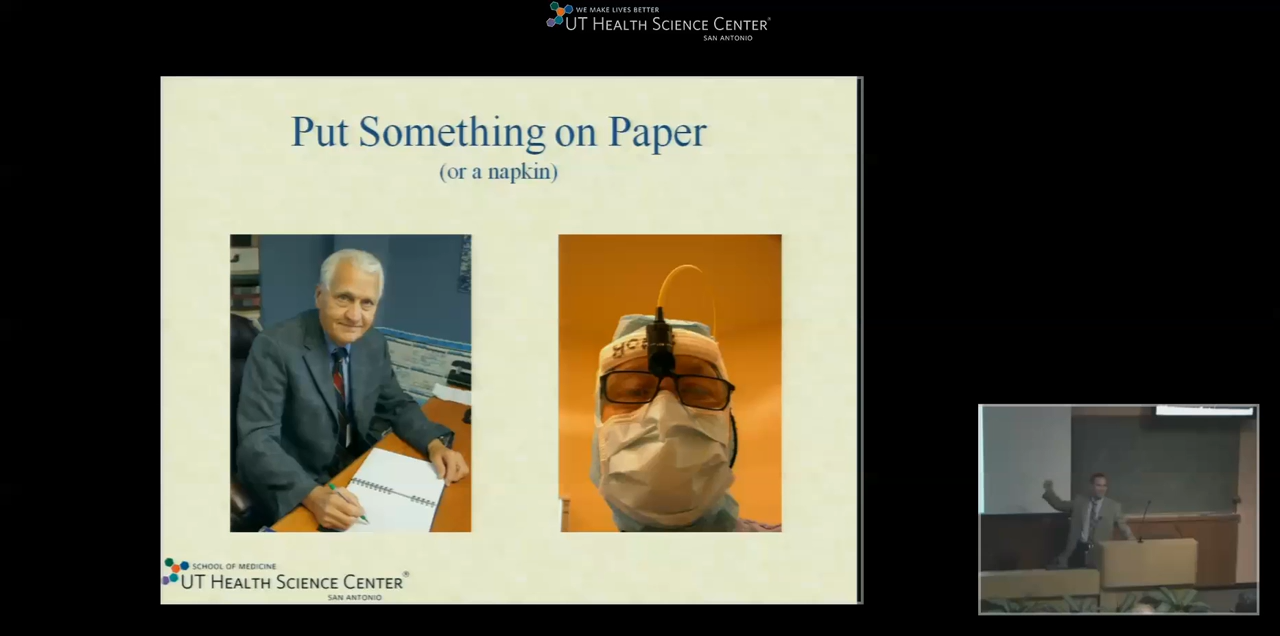 WE MAKE LIVES BETTER
UT HEALTH SCIENCE CENTER®
SAN ANTONIO
Put Something on Paper
(or a napkin)
SCHOOL OF MEDICINE
UT HEALTH SCIENCE CENTER®
SAN ANTONIO